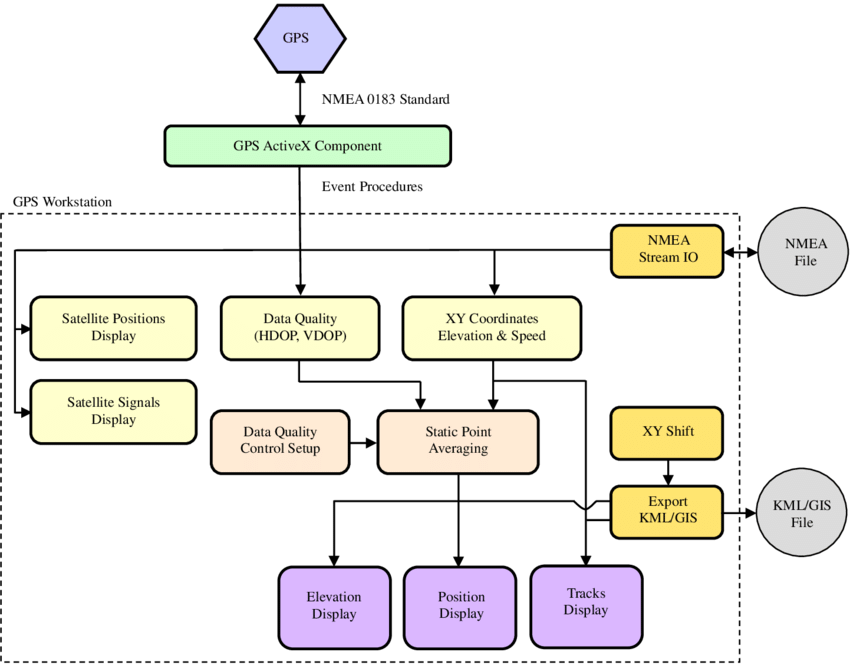 GPS
NMEA 0183 Standard
GPS ActiveX Component
Event Procedures
GPS Workstation
NMEA
Stream IO
NMEA
File
Satellite Positions
Display
Data Quality
(HDOP, VDOP)
XY Coordinates
Elevation & Speed
Satellite Signals
Display
Data Quality
Control Setup
Static Point
Averaging
XY Shift
Export
KML/GIS
KML/GIS
File
Elevation
Display
Position
Display
Tracks
Display